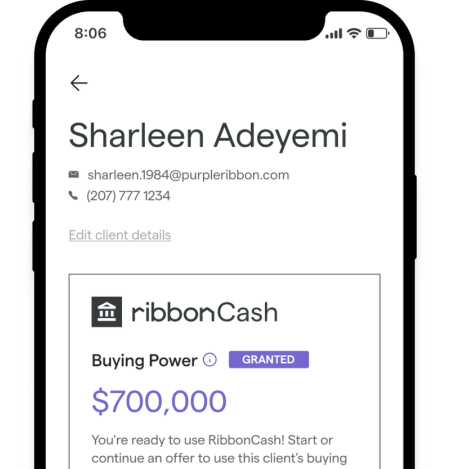 8:06
Sharleen Adeyemi
sharleen.1984@purpleribbon.com
(207) 777 1234
Edit client details
ribbonCash
Buying Power GRANTED
$700,000
You're ready to use RibbonCash! Start or
continue an offer to use this client's buying